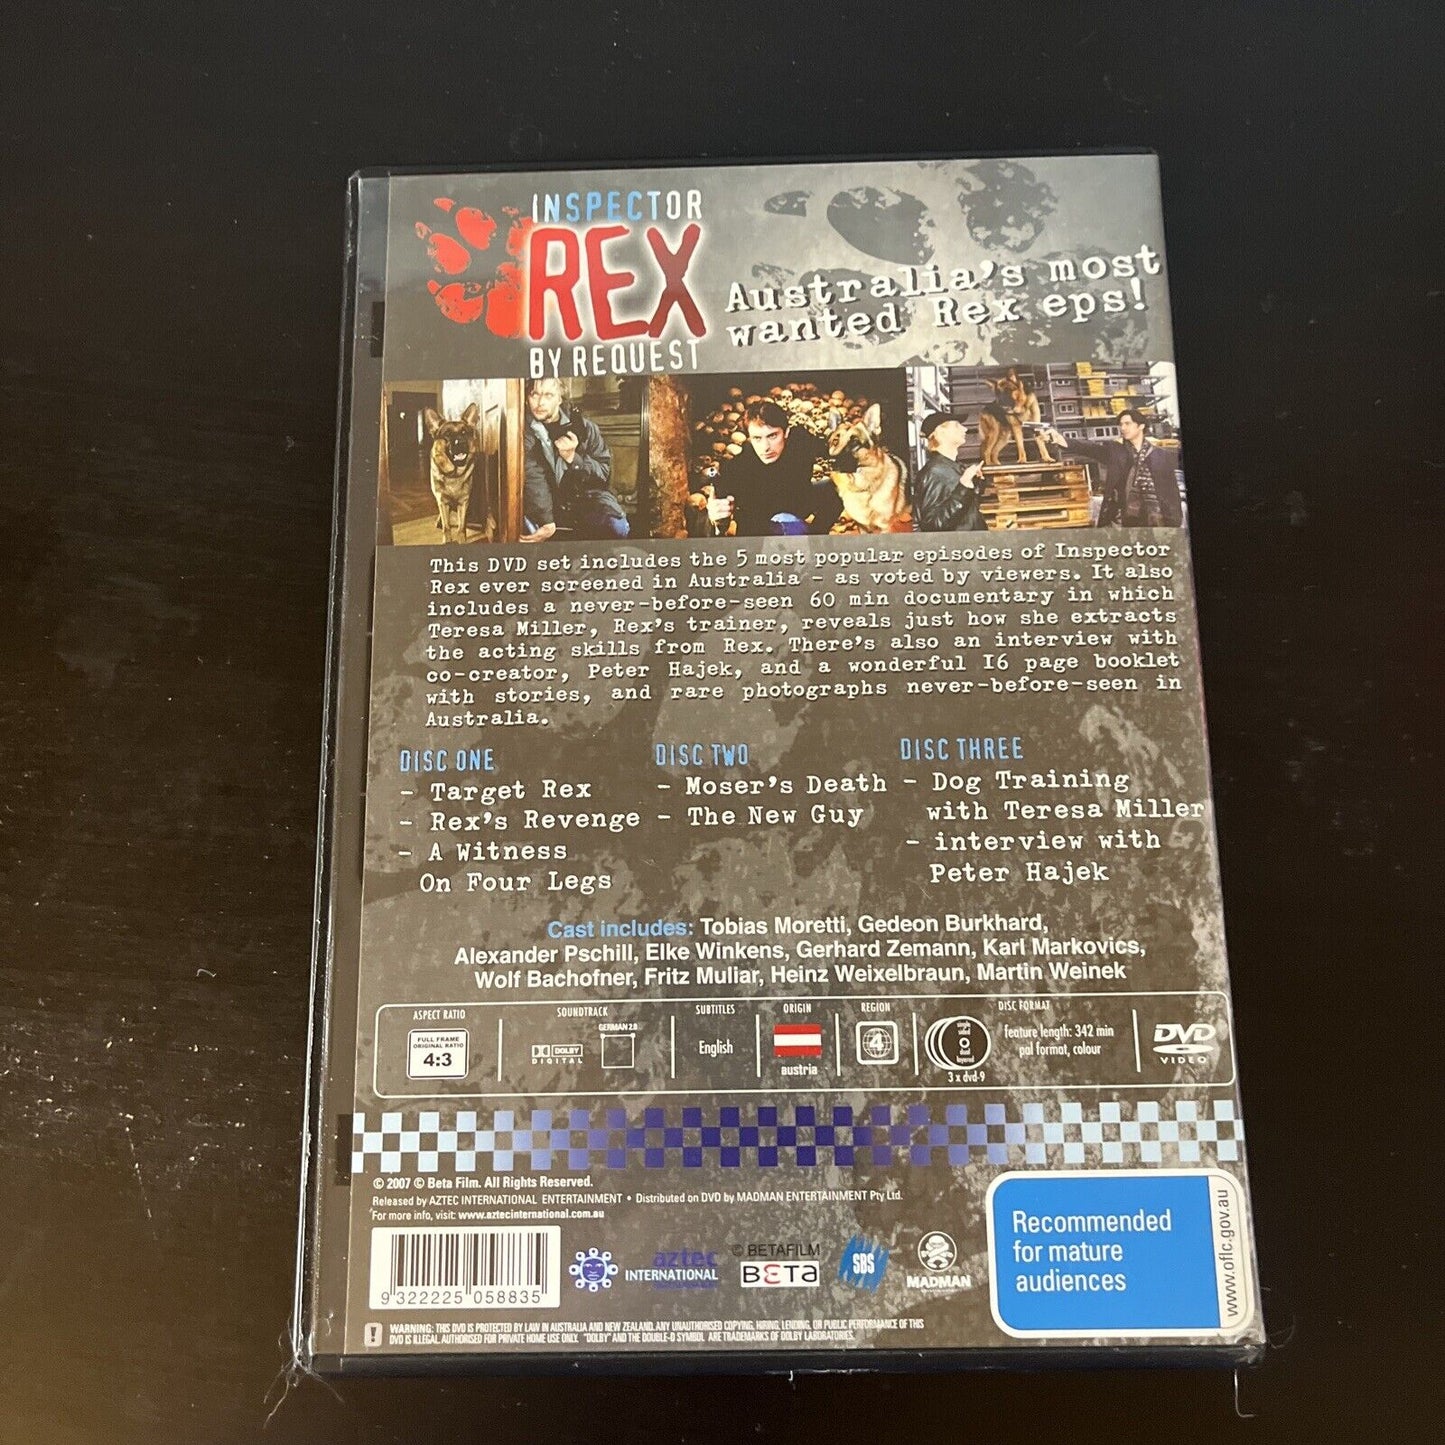 INSPECTOR
REX
BY REQUEST
Australia's most
wanted Rex eps!
This DVD set includes the 5 most popular episodes of Inspector
Rex ever screened in Australia - as voted by viewers. It also
includes a never-before-seen 60 min documentary in which
Teresa Miller, Rex's trainer, reveals just how she extracts
the acting skills from Rex. There's also an interview with
co-creator, Peter Hajek, and a wonderful 16 page booklet
with stories, and rare photographs never-before-seen in
Australia.
DISC ONE
- Target Rex
- Rex's Revenge
- A Witness
On Four Legs
DISC TWO
- Moser's Death
- The New Guy
DISC THREE
- Dog Training
with Teresa Miller
- interview with
Peter Hajek
Cast includes: Tobias Moretti, Gedeon Burkhard,
Alexander Pschill, Elke Winkens, Gerhard Zemann, Karl Markovics,
Wolf Bachofner, Fritz Muliar, Heinz Weixelbraun, Martin Weinek
ASPECT RATIO
FULL FRAME
ORIGINAL RATIO
4:3
SOUNDTRACK
DOLBY
DIGITAL
GERMAN 2.0
SUBTITLES
English
ORIGIN
austria
REGION
4
DISC FORMAT
single
sided
dual
layered
3 x dvd-9
feature length: 342 min
pal format, colour
DVD
VIDEO
© 2007 © Beta Film. All Rights Reserved.
Released by AZTEC INTERNATIONAL ENTERTAINMENT • Distributed on DVD by MADMAN ENTERTAINMENT Pty Ltd.
For more info, visit: www.aztecinternational.com.au
9 322225 058835
aztec
INTERNATIONAL
© BETAFILM
BETA
SBS
MADMAN
Recommended
for mature
audiences
www.oflc.gov.au
WARNING: THIS DVD IS PROTECTED BY LAW IN AUSTRALIA AND NEW ZEALAND. ANY UNAUTHORISED COPYING, HIRING, LENDING, OR PUBLIC PERFORMANCE OF THIS
DVD IS ILLEGAL. AUTHORISED FOR PRIVATE HOME USE ONLY. "DOLBY" AND THE DOUBLE-D SYMBOL ARE TRADEMARKS OF DOLBY LABORATORIES.